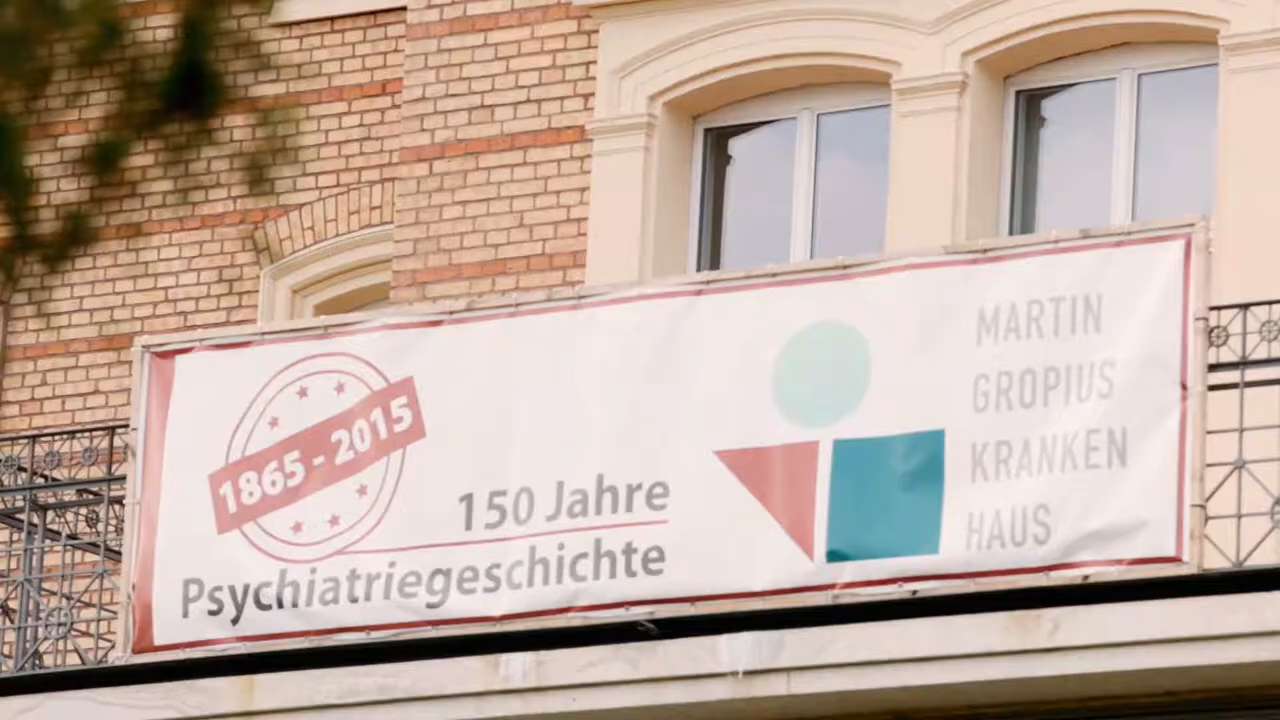 1865 - 2015
150 Jahre
Psychiatriegeschichte
MARTIN
GROPIUS
KRANKEN
HAUS